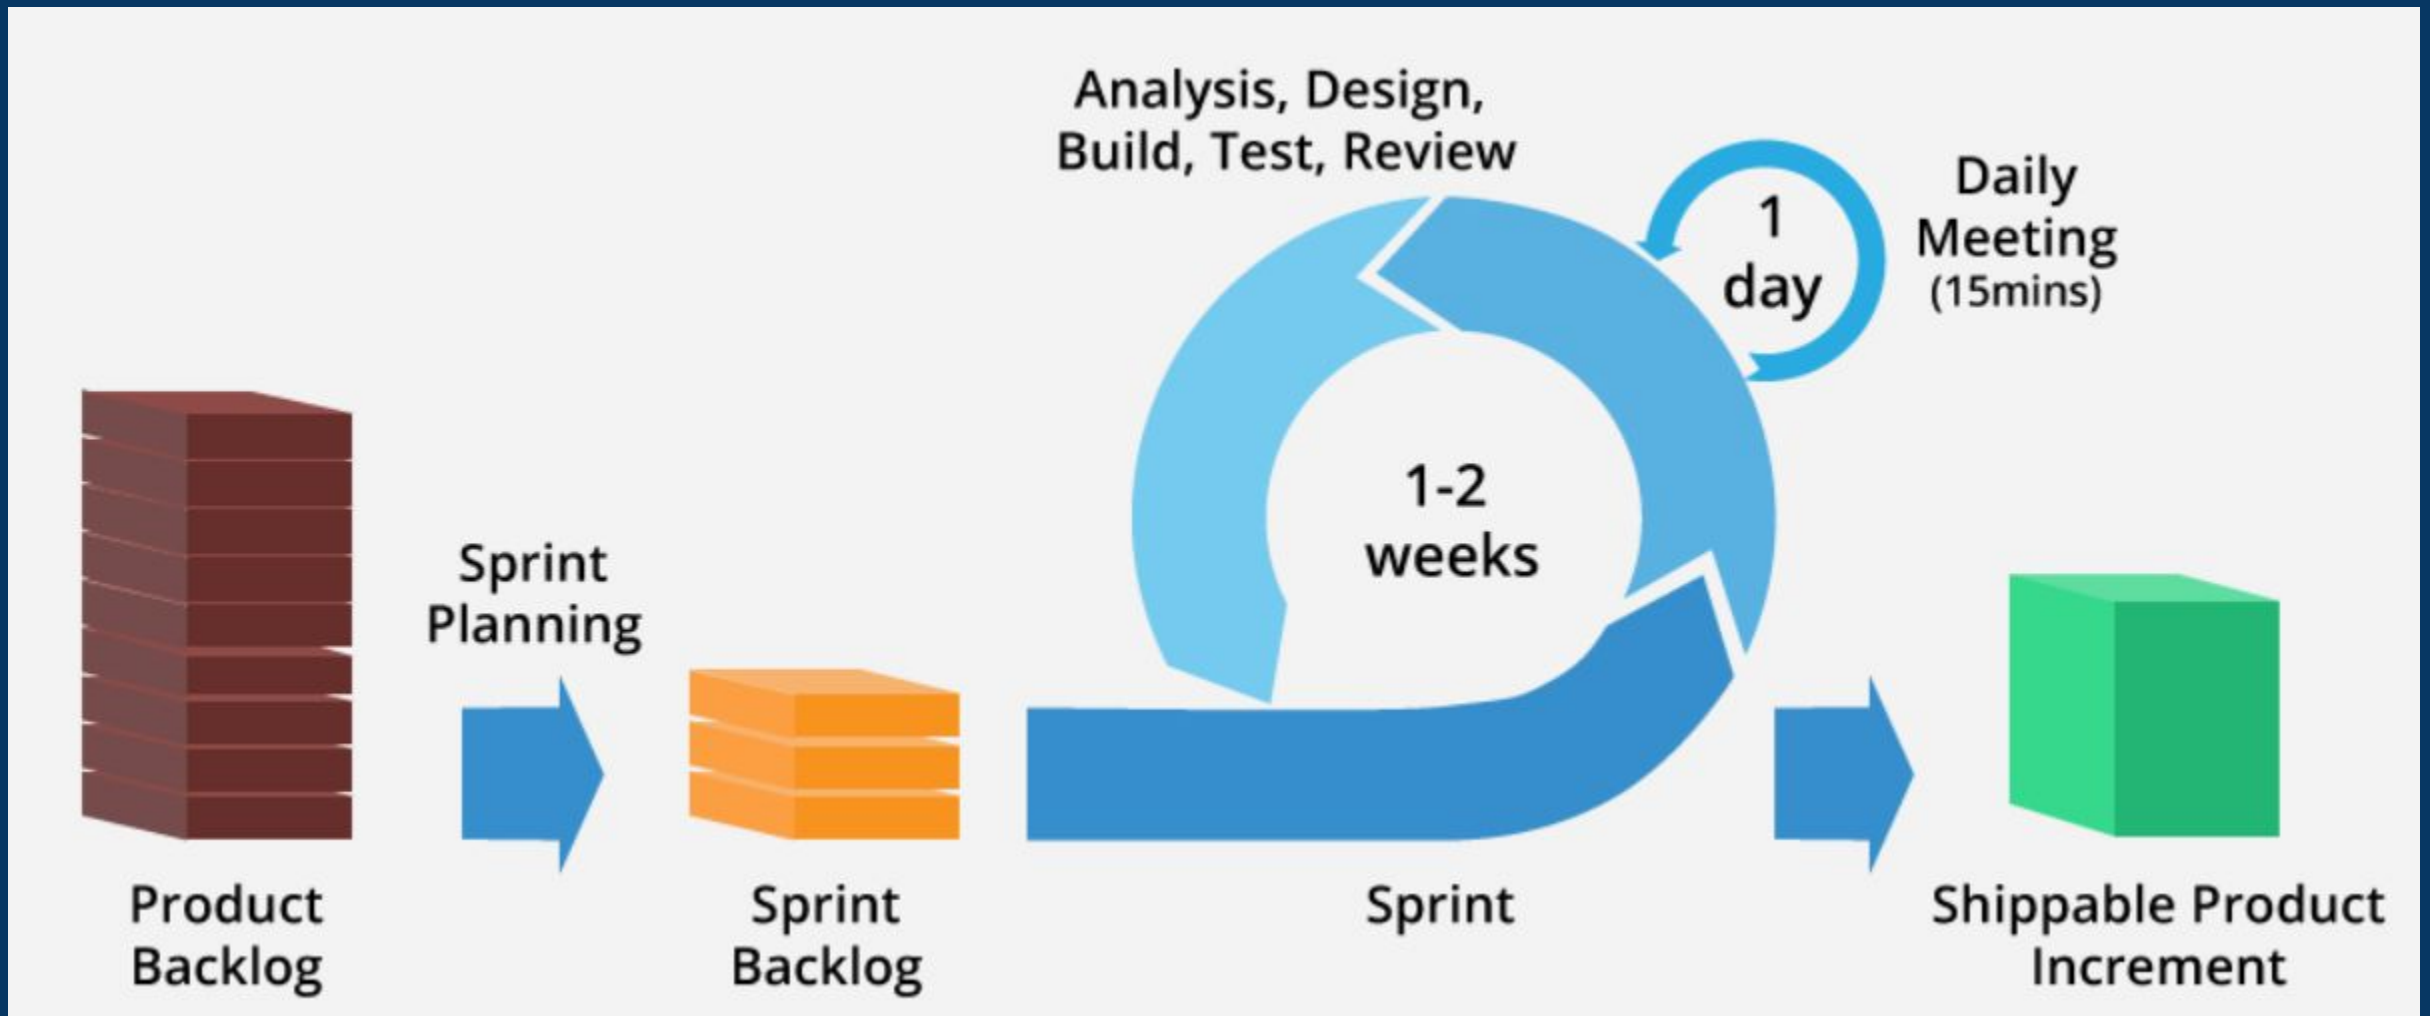 Analysis, Design,
Build, Test, Review
1
day
Daily
Meeting
(15mins)
1-2
weeks
Sprint
Planning
Product
Backlog
Sprint
Backlog
Sprint
Shippable Product
Increment